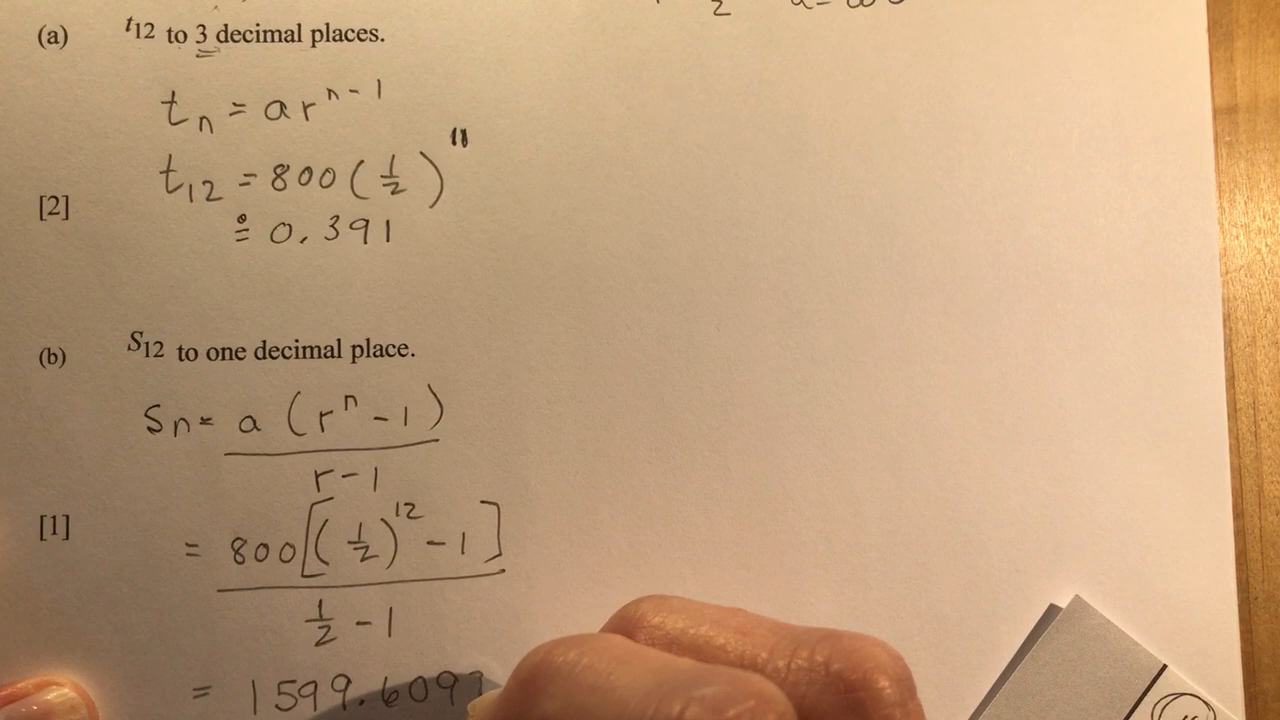 (a) t12 to 3 decimal places.
tn = ar^n-1
t12 = 800(1/2)^11
[2]
≐ 0.391
(b) S12 to one decimal place.
Sn = a(r^n - 1)
r - 1
[1]
= 800[(1/2)^12 - 1]
1/2 - 1
= 1599.609